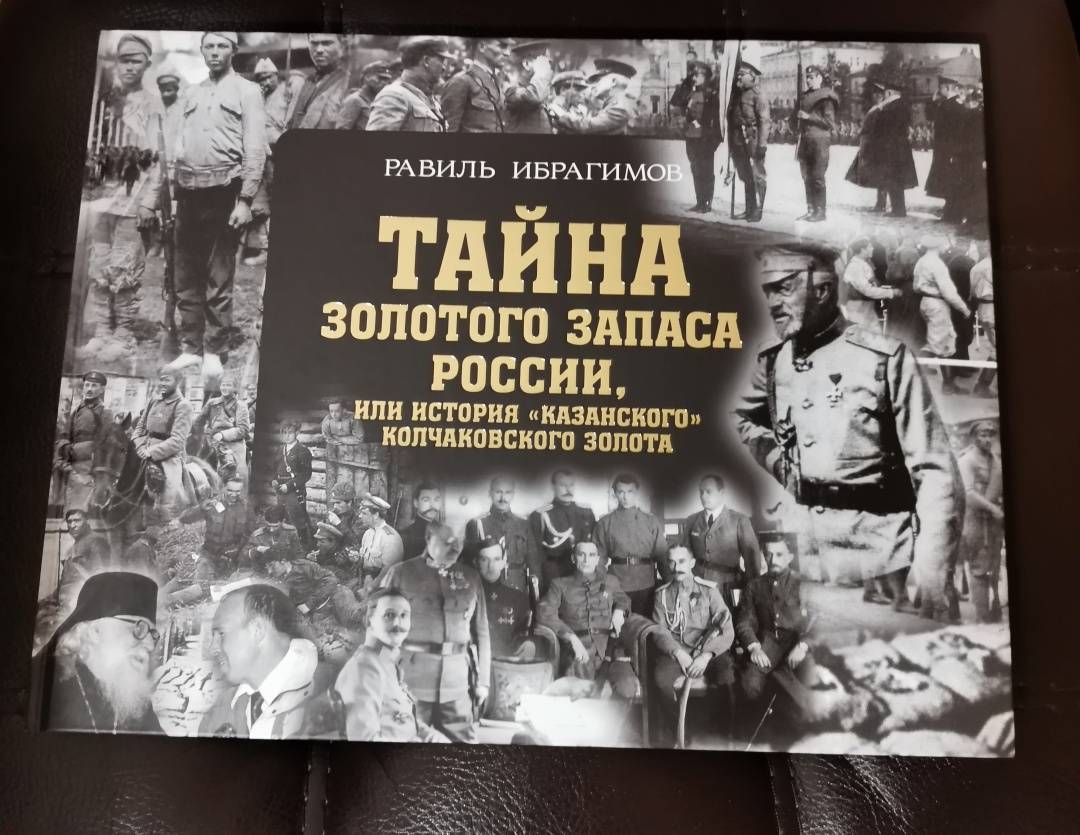 РАВИЛЬ ИБРАГИМОВ
ТАЙНА
ЗОЛОТОГО ЗАПАСА
РОССИИ,
ИЛИ ИСТОРИЯ «КАЗАНСКОГО»
КОЛЧАКОВСКОГО ЗОЛОТА